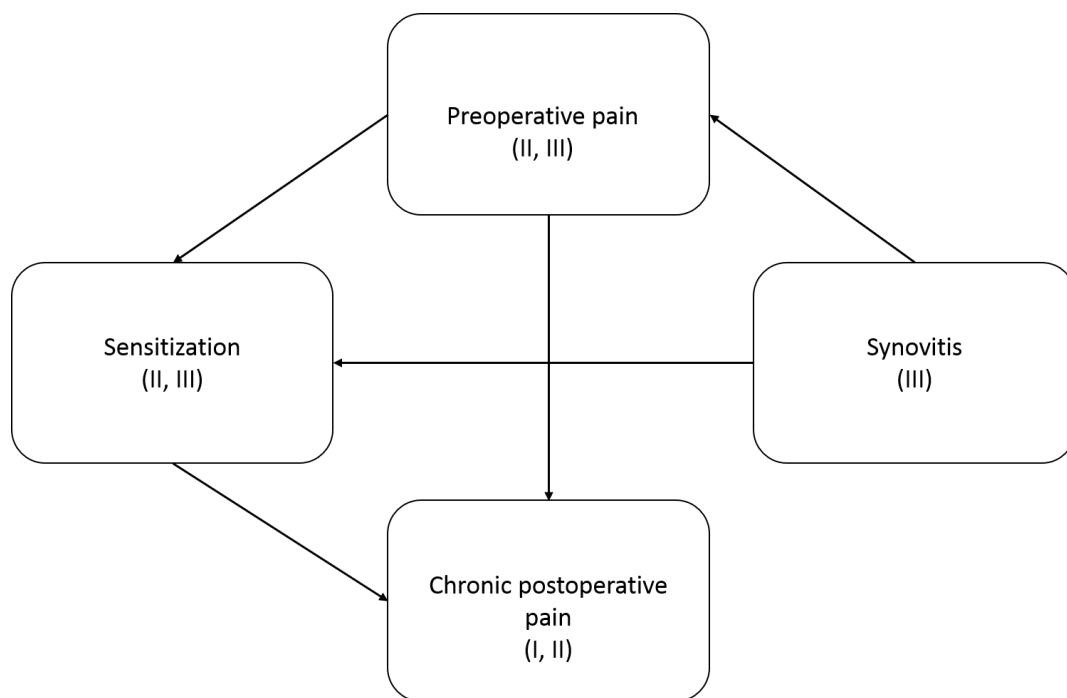 Preoperative pain
(II, III)
Sensitization
(II, III)
Synovitis
(III)
Chronic postoperative
pain
(I, II)